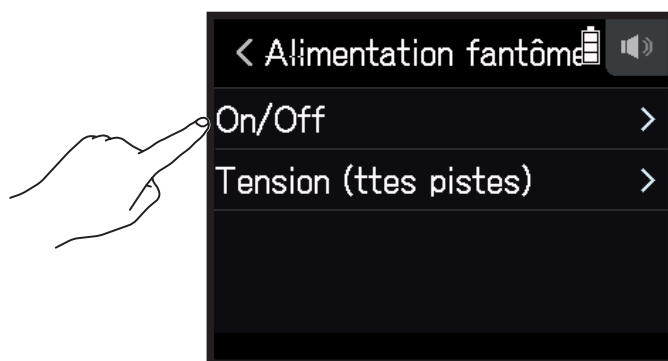 < Alimentation fantôme
On/Off >
Tension (ttes pistes) >